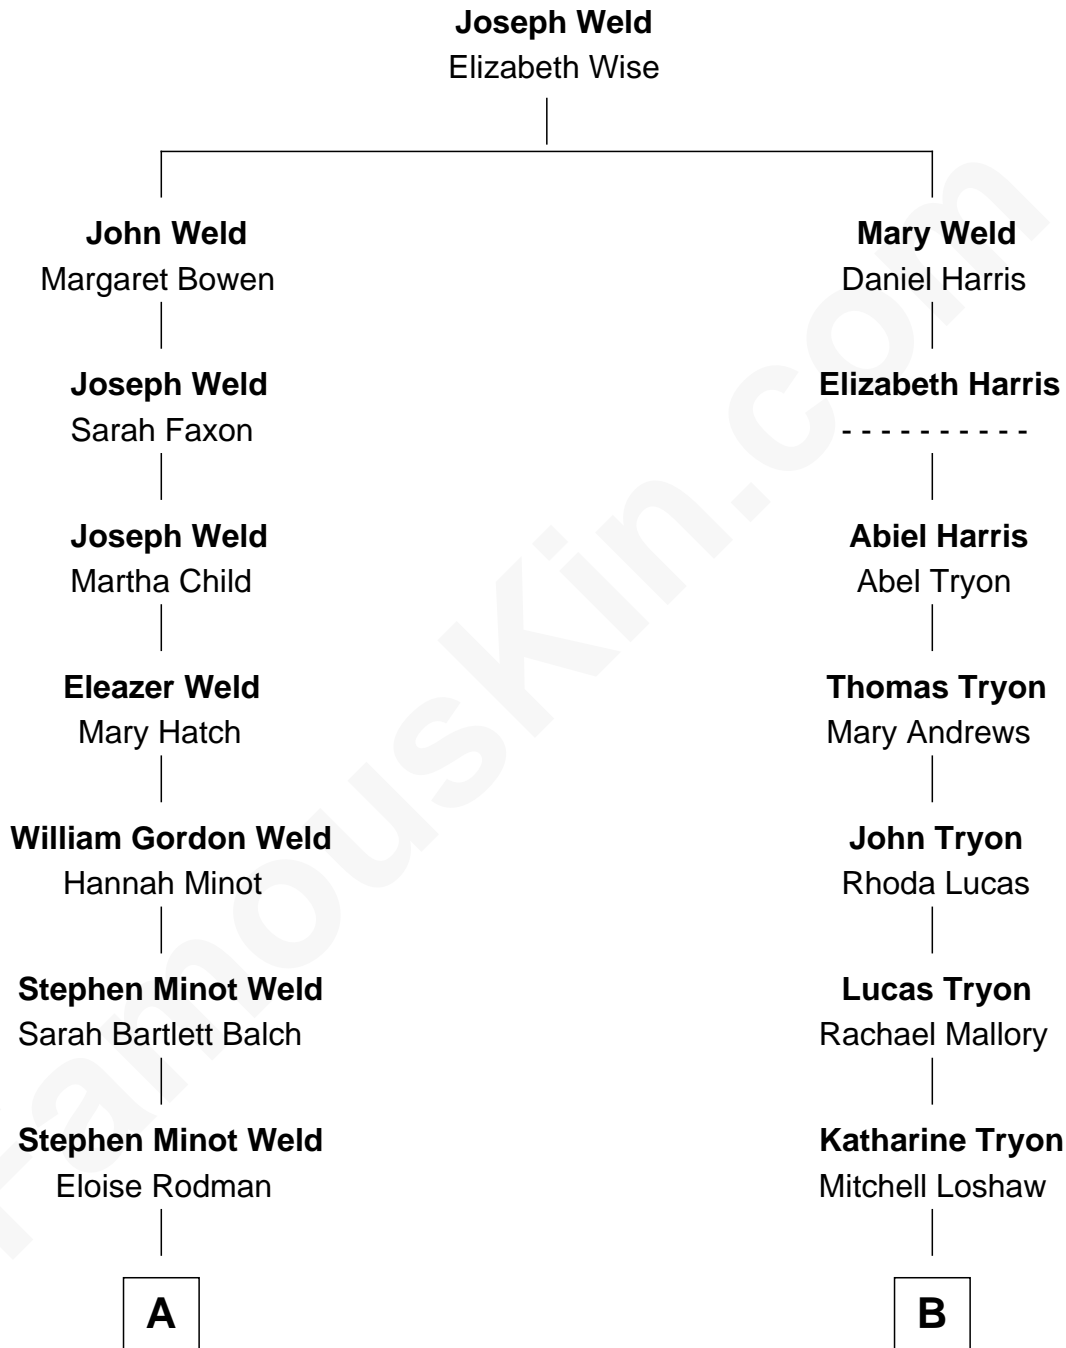 Joseph Weld
Elizabeth Wise
John Weld
Margaret Bowen
Mary Weld
Daniel Harris
Joseph Weld
Sarah Faxon
Elizabeth Harris
- - - - - - - - - -
Joseph Weld
Martha Child
Abiel Harris
Abel Tryon
Eleazer Weld
Mary Hatch
Thomas Tryon
Mary Andrews
William Gordon Weld
Hannah Minot
John Tryon
Rhoda Lucas
Stephen Minot Weld
Sarah Bartlett Balch
Lucas Tryon
Rachael Mallory
Stephen Minot Weld
Eloise Rodman
Katharine Tryon
Mitchell Loshaw
A
B
FamousKin.com